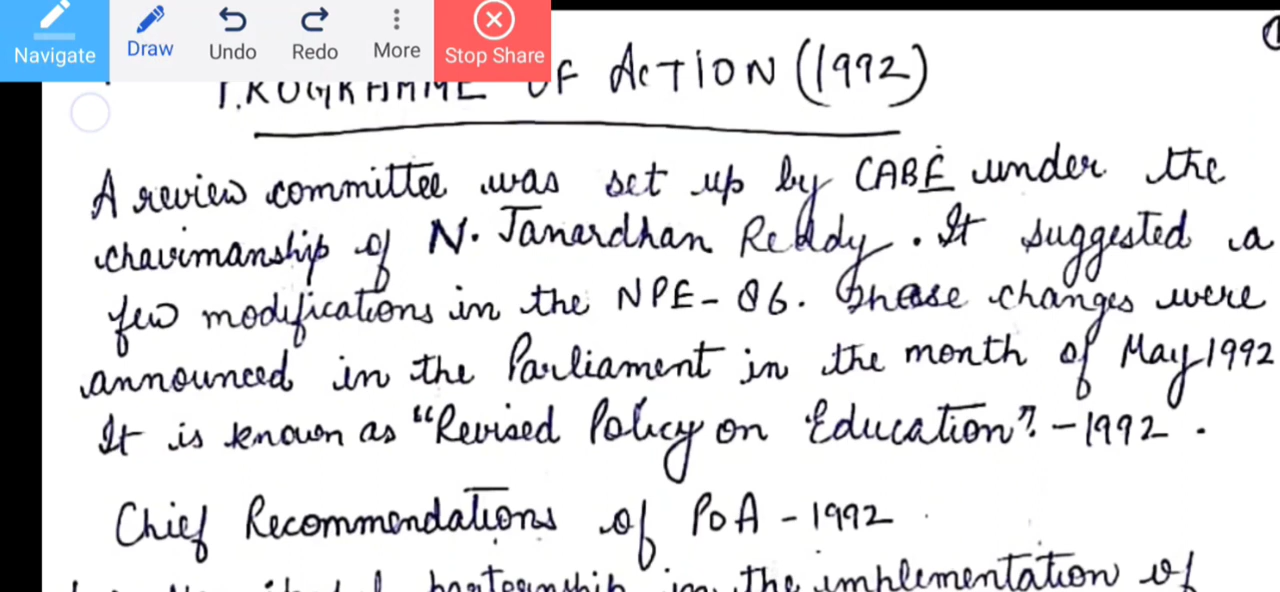 Navigate Draw Undo Redo More Stop Share
PROGRAMME OF ACTION (1992)
A review committee was set up by CABE under the
chairmanship of N. Janardhan Reddy. It suggested a
few modifications in the NPE-86. These changes were
announced in the Parliament in the month of May 1992
It is known as "Revised Policy on Education" - 1992.
Chief Recommendations of POA - 1992
partnership in the implementation of